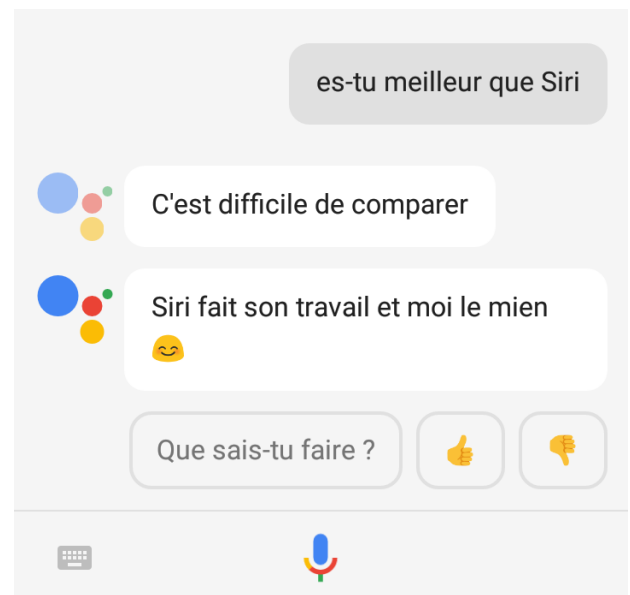 es-tu meilleur que Siri
C'est difficile de comparer
Siri fait son travail et moi le mien
😊
Que sais-tu faire ?
👍
👎